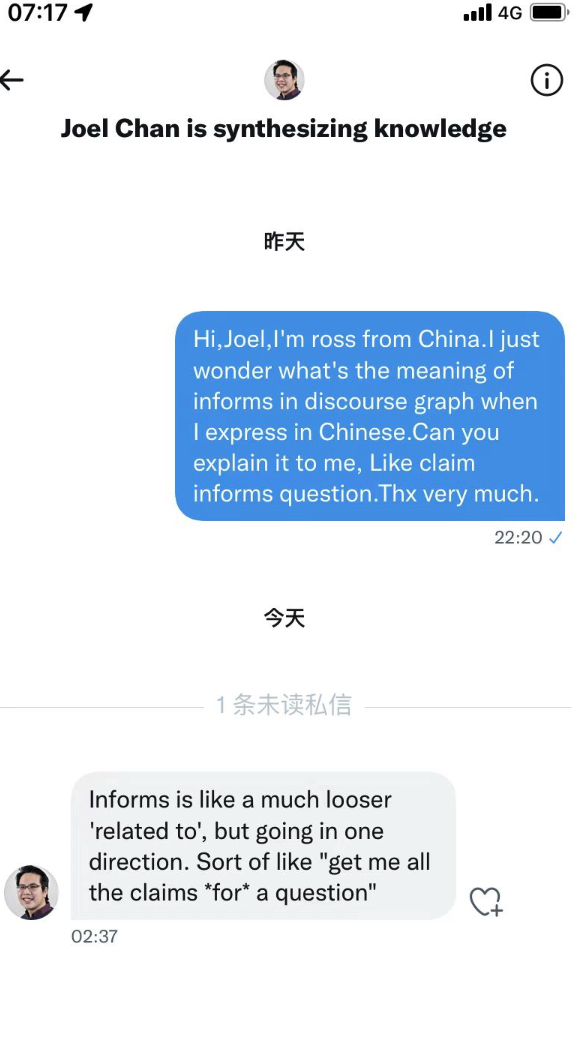 07:17
4G
Joel Chan is synthesizing knowledge
昨天
Hi,Joel,I'm ross from China.I just
wonder what's the meaning of
informs in discourse graph when
I express in Chinese.Can you
explain it to me, Like claim
informs question.Thx very much.
22:20
今天
1 条未读私信
Informs is like a much looser
'related to', but going in one
direction. Sort of like "get me all
the claims *for* a question"
02:37